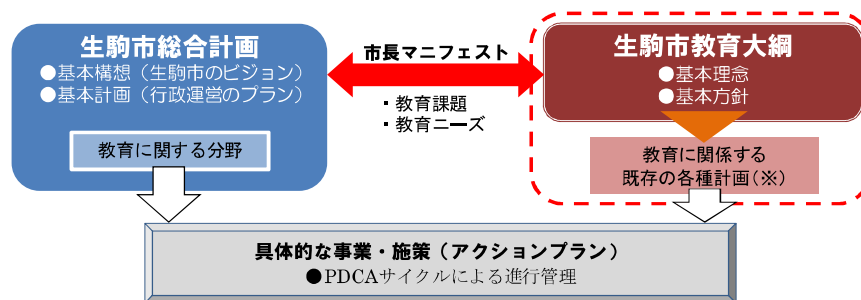 生駒市総合計画
●基本構想（生駒市のビジョン）
●基本計画（行政運営のプラン）
教育に関する分野
市長マニフェスト
・教育課題
・教育ニーズ
生駒市教育大綱
●基本理念
●基本方針
教育に関係する
既存の各種計画(※)
具体的な事業・施策（アクションプラン）
●PDCAサイクルによる進行管理